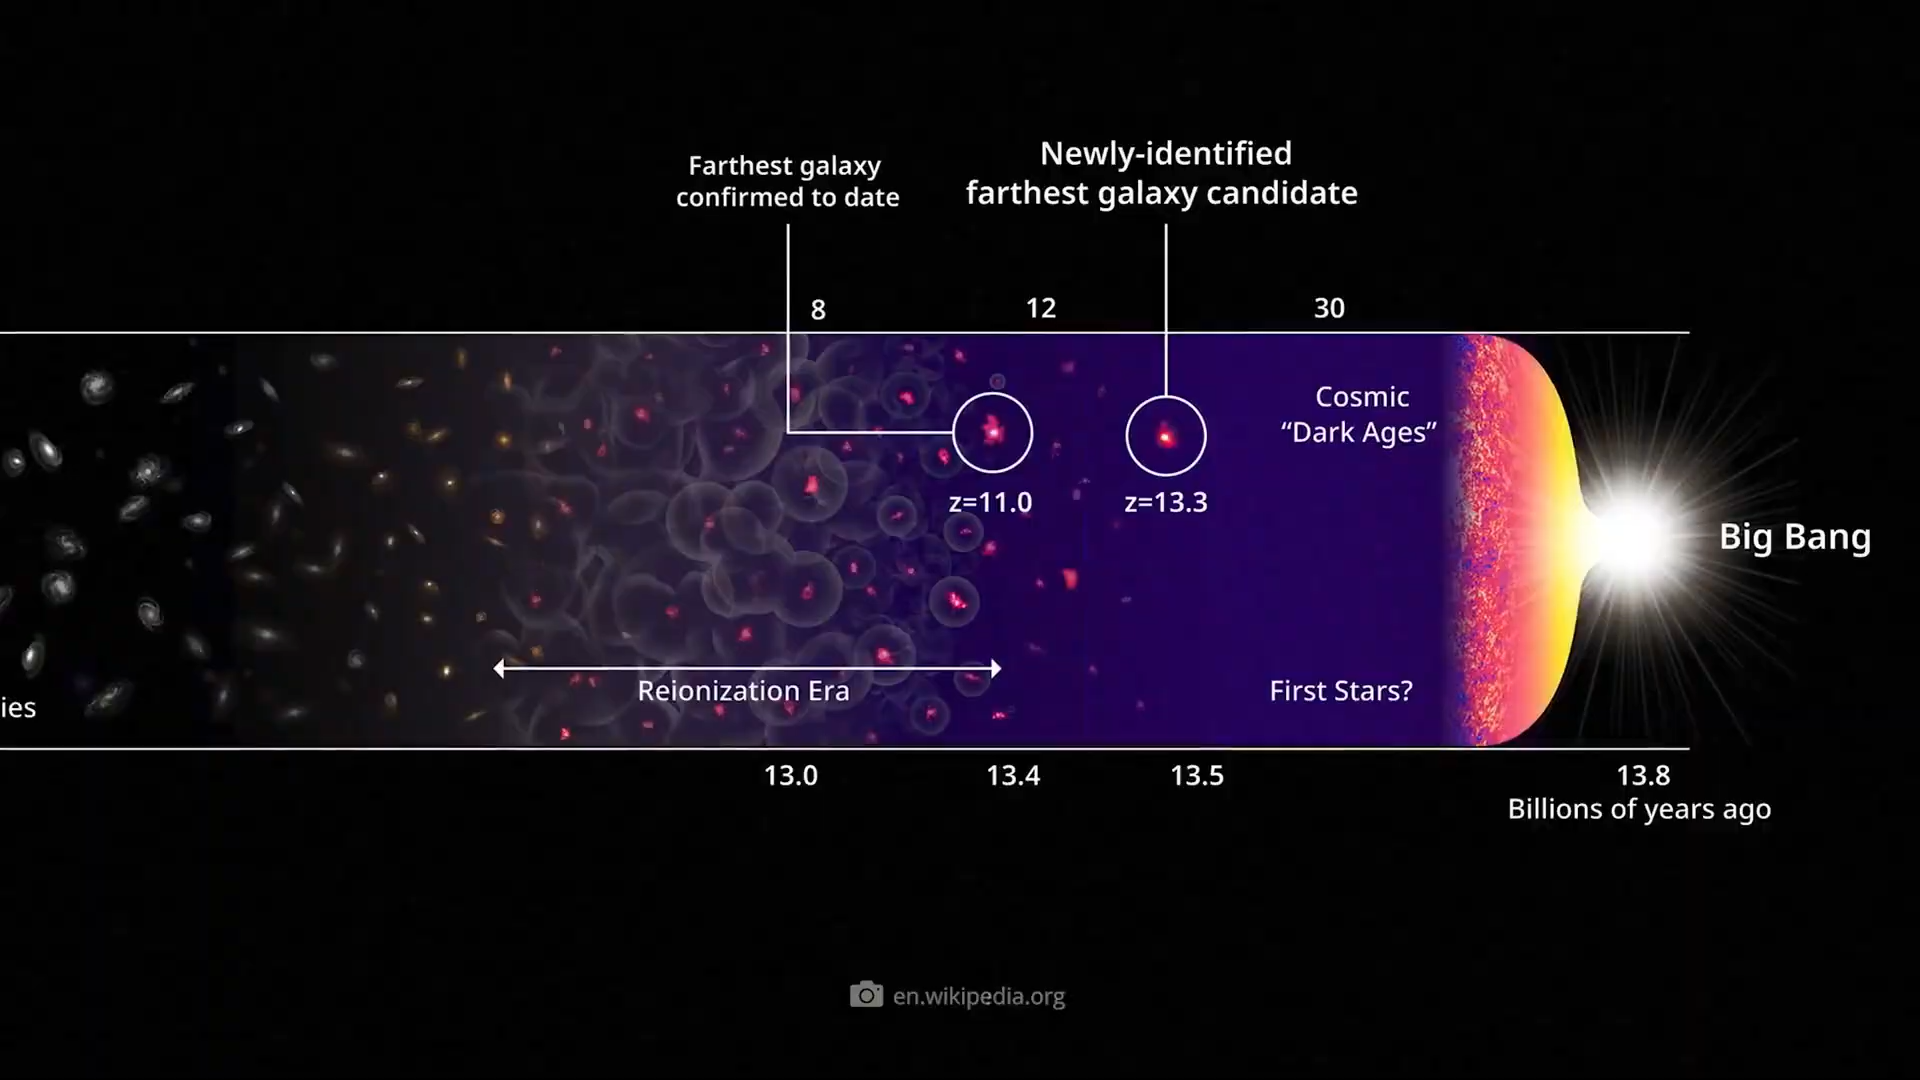 Farthest galaxy
confirmed to date
Newly-identified
farthest galaxy candidate
8
12
30
Cosmic
“Dark Ages”
z=11.0
z=13.3
Big Bang
Reionization Era
First Stars?
ies
13.0
13.4
13.5
13.8
Billions of years ago
en.wikipedia.org